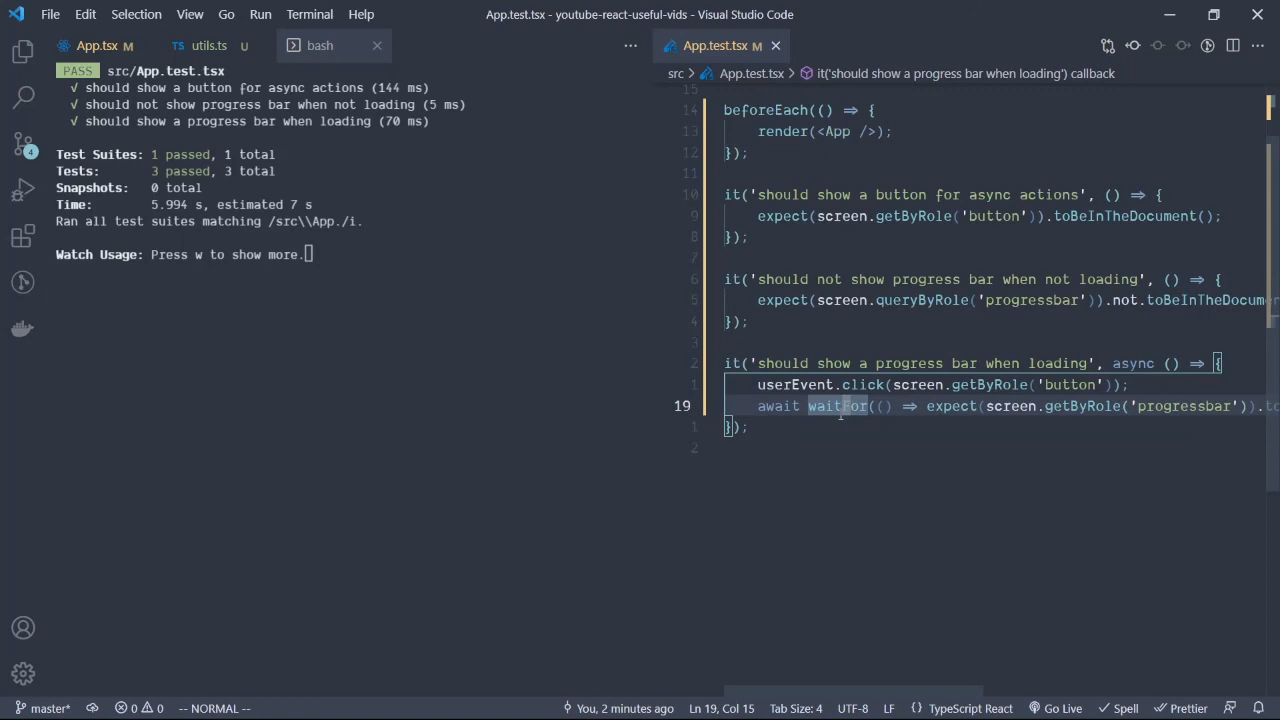 File Edit Selection View Go Run Terminal Help
App.test.tsx - youtube-react-useful-vids - Visual Studio Code
App.tsx M
TS utils.ts U
bash
PASS src/App.test.tsx
√ should show a button for async actions (144 ms)
√ should not show progress bar when not loading (5 ms)
√ should show a progress bar when loading (70 ms)
Test Suites: 1 passed, 1 total
Tests: 3 passed, 3 total
Snapshots: 0 total
Time: 5.994 s, estimated 7 s
Ran all test suites matching /src\\App./i.
Watch Usage: Press w to show more.
4
App.test.tsx M
src > App.test.tsx > it('should show a progress bar when loading') callback
15
14 beforeEach(() => {
13 render(<App />);
12 });
11
10 it('should show a button for async actions', () => {
9 expect(screen.getByRole('button')).toBeInTheDocument();
8 });
7
6 it('should not show progress bar when not loading', () => {
5 expect(screen.queryByRole('progressbar')).not.toBeInTheDocumen
4 });
3
2 it('should show a progress bar when loading', async () => {
1 userEvent.click(screen.getByRole('button'));
19 await waitFor(() => expect(screen.getByRole('progressbar')).to
1 });
2
master* 0 0 -- NORMAL -- You, 2 minutes ago Ln 19, Col 15 Tab Size: 4 UTF-8 LF {} TypeScript React Go Live Spell Prettier